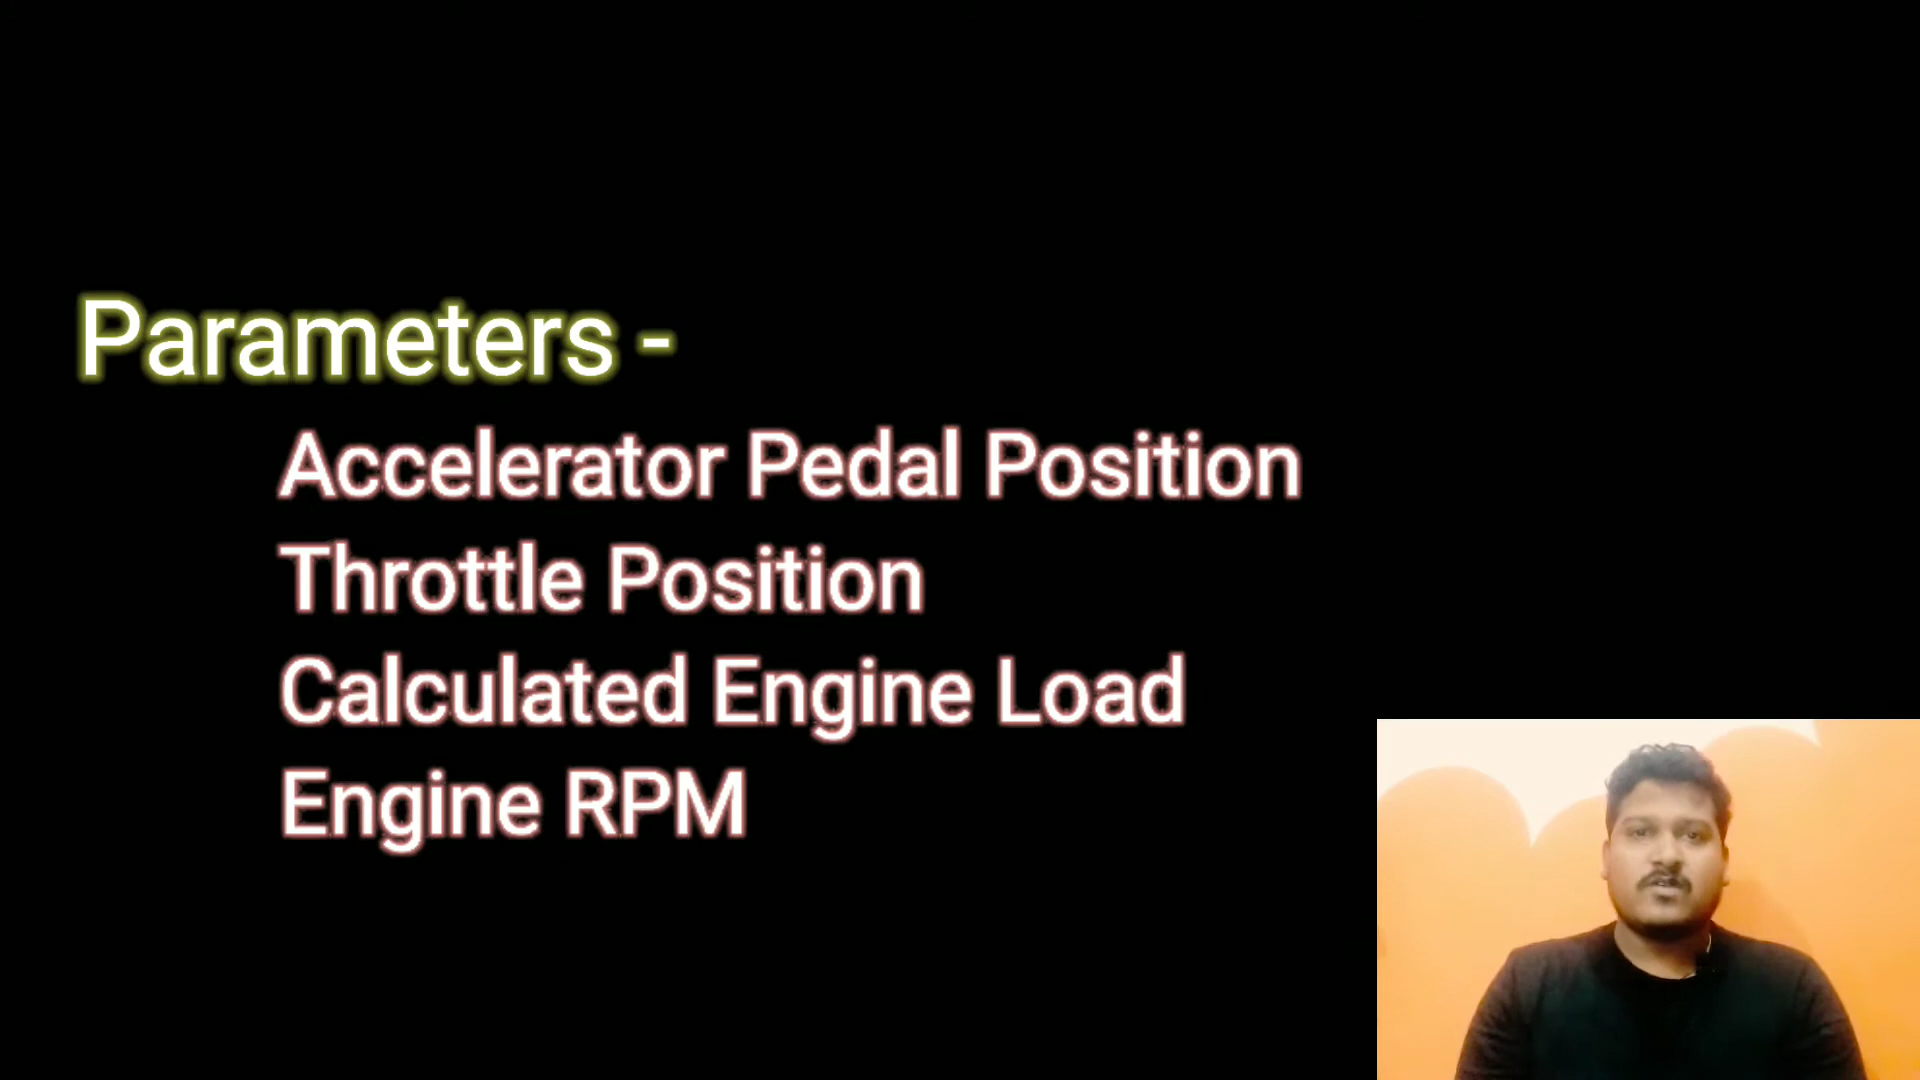 Parameters -
Accelerator Pedal Position
Throttle Position
Calculated Engine Load
Engine RPM